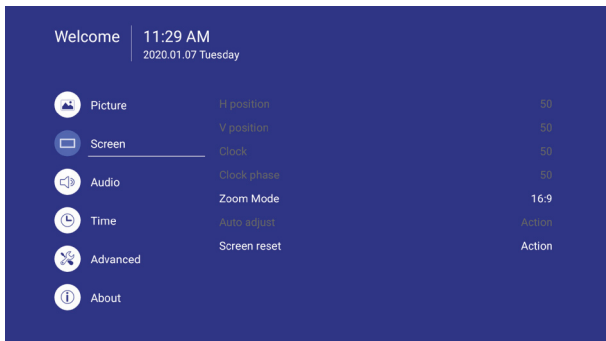 Welcome
11:29 AM
2020.01.07 Tuesday
Picture
Screen
Audio
Time
Advanced
About
H position 50
V position 50
Clock 50
Clock phase 50
Zoom Mode 16:9
Auto adjust Action
Screen reset Action